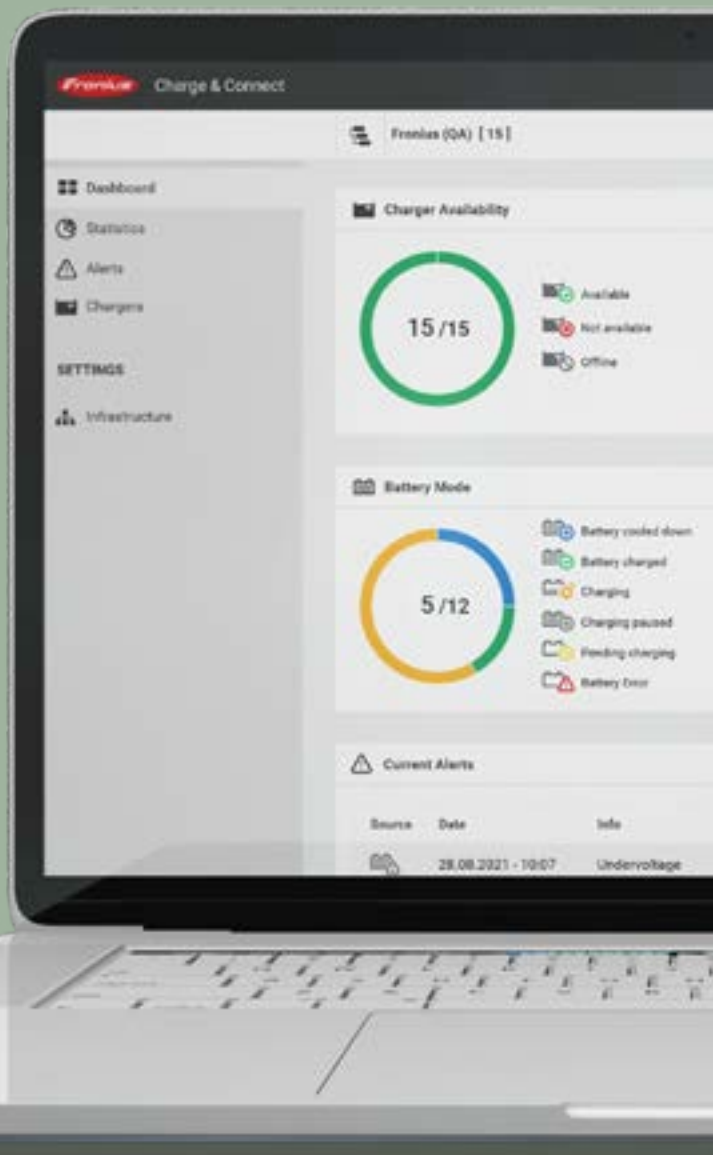 Fronius Charge & Connect
Fronius (QA) [ 15 ]
Dashboard
Statistics
Alerts
Chargers
SETTINGS
Infrastructure
Charger Availability
15 /15
Available
Not available
Offline
Battery Mode
5 /12
Battery cooled down
Battery charged
Charging
Charging paused
Pending charging
Battery Error
Current Alerts
Source Date Info
28.08.2021 - 10:07 Undervoltage